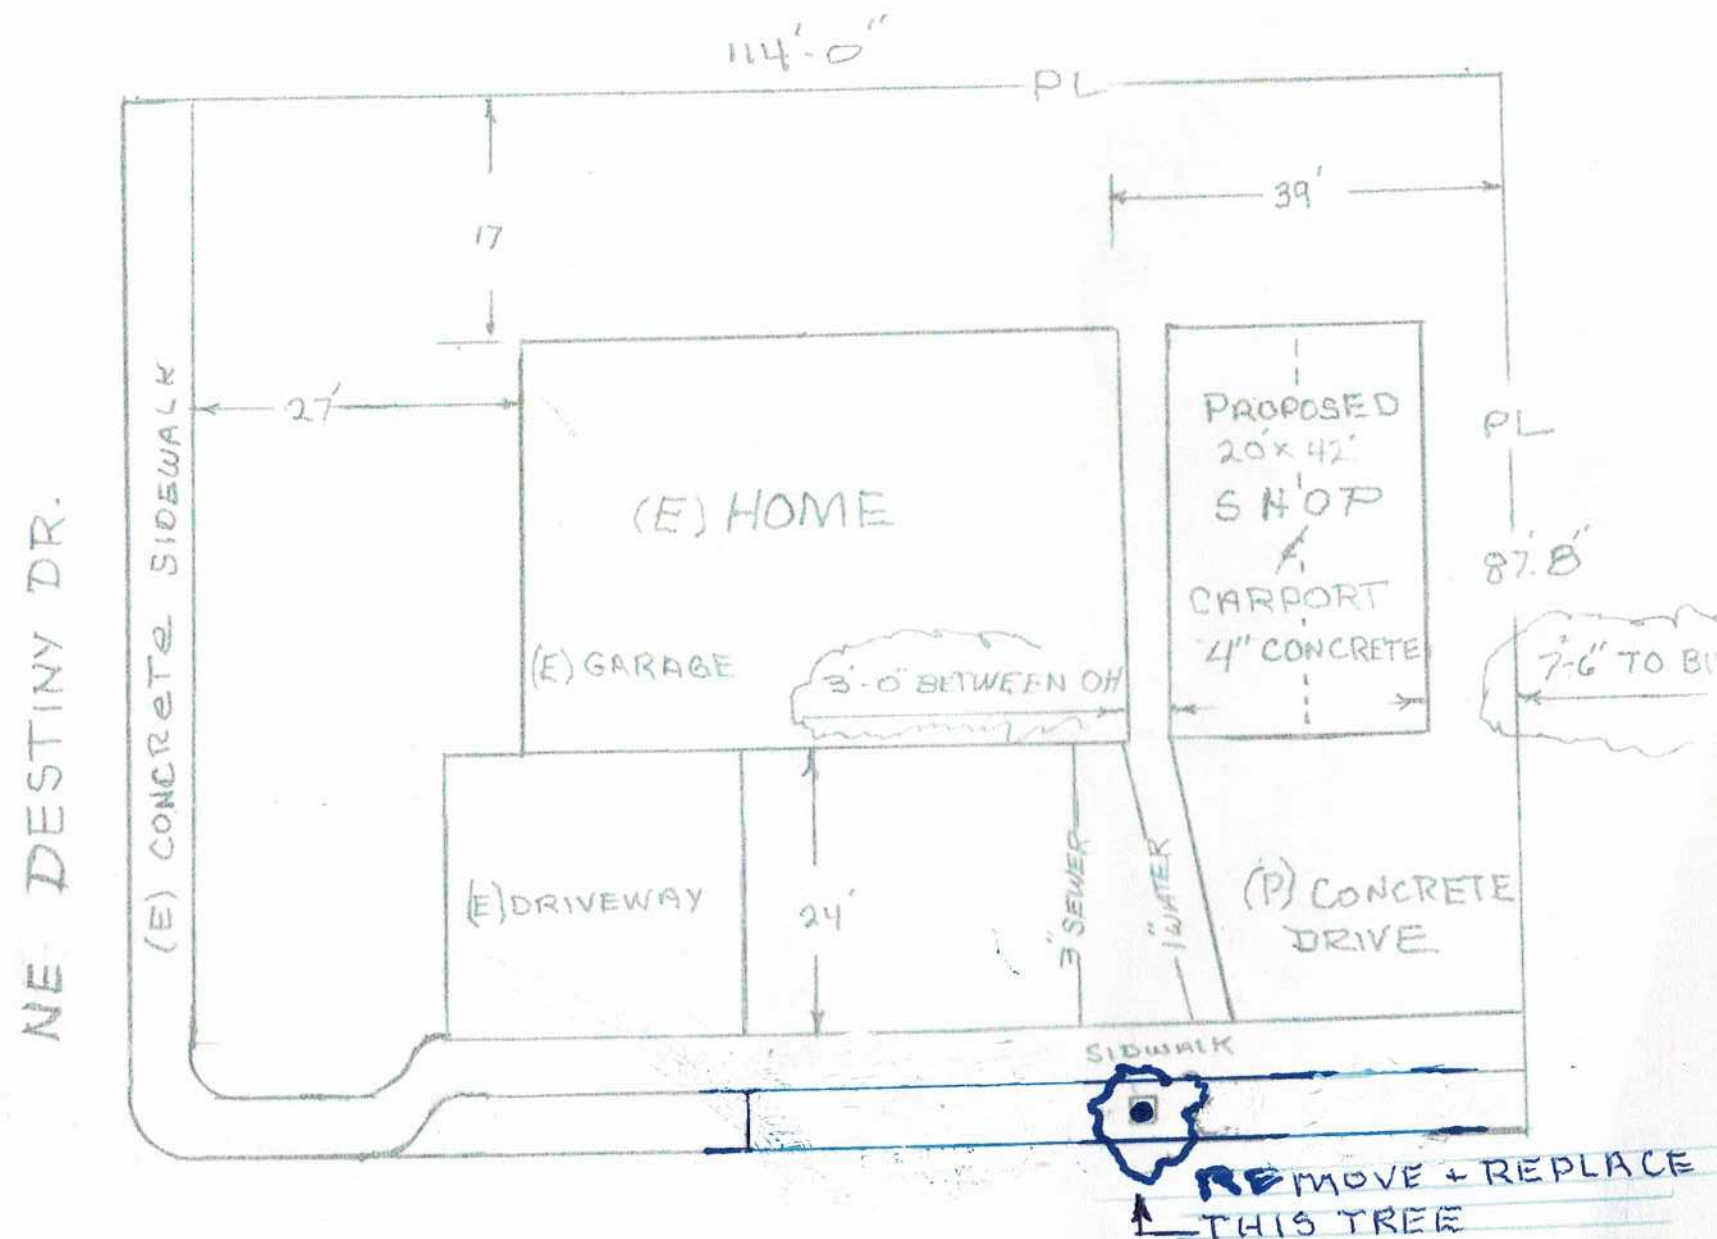 114'-0"
PL
39'
17
27'
(E) CONCRETE SIDEWALK
NE DESTINY DR.
(E) HOME
PROPOSED
20'x 42'
SHOP
CARPORT
4" CONCRETE
PL
87'.8"
7'-6" TO
(E) GARAGE
3'-0" BETWEEN OH
(E) DRIVEWAY
24'
3" SEWER
1" WATER
(P) CONCRETE
DRIVE
SIDWALK
REMOVE + REPLACE
THIS TREE